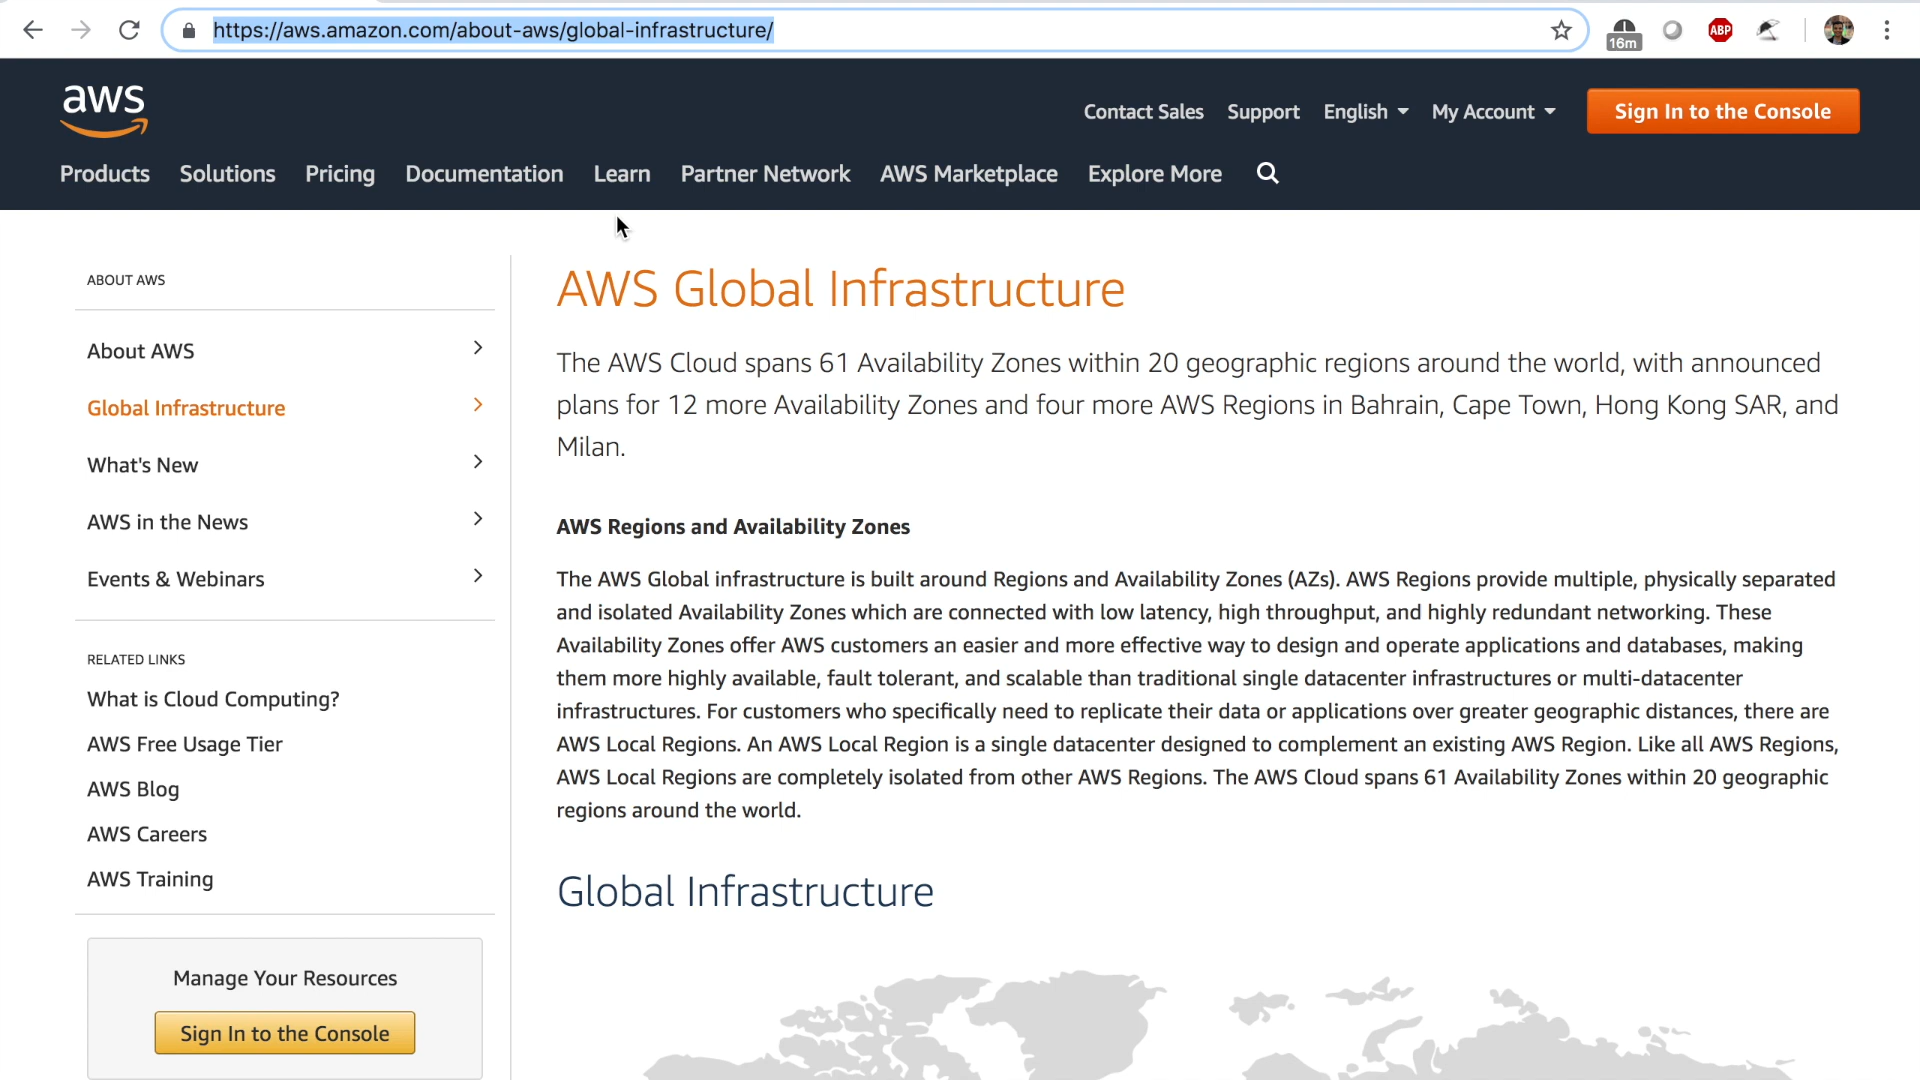 https://aws.amazon.com/about-aws/global-infrastructure/
16m
ABP
aws
Contact Sales Support English My Account Sign In to the Console
Products Solutions Pricing Documentation Learn Partner Network AWS Marketplace Explore More
ABOUT AWS
About AWS
Global Infrastructure
What's New
AWS in the News
Events & Webinars
RELATED LINKS
What is Cloud Computing?
AWS Free Usage Tier
AWS Blog
AWS Careers
AWS Training
Manage Your Resources
Sign In to the Console
AWS Global Infrastructure
The AWS Cloud spans 61 Availability Zones within 20 geographic regions around the world, with announced
plans for 12 more Availability Zones and four more AWS Regions in Bahrain, Cape Town, Hong Kong SAR, and
Milan.
AWS Regions and Availability Zones
The AWS Global infrastructure is built around Regions and Availability Zones (AZs). AWS Regions provide multiple, physically separated
and isolated Availability Zones which are connected with low latency, high throughput, and highly redundant networking. These
Availability Zones offer AWS customers an easier and more effective way to design and operate applications and databases, making
them more highly available, fault tolerant, and scalable than traditional single datacenter infrastructures or multi-datacenter
infrastructures. For customers who specifically need to replicate their data or applications over greater geographic distances, there are
AWS Local Regions. An AWS Local Region is a single datacenter designed to complement an existing AWS Region. Like all AWS Regions,
AWS Local Regions are completely isolated from other AWS Regions. The AWS Cloud spans 61 Availability Zones within 20 geographic
regions around the world.
Global Infrastructure